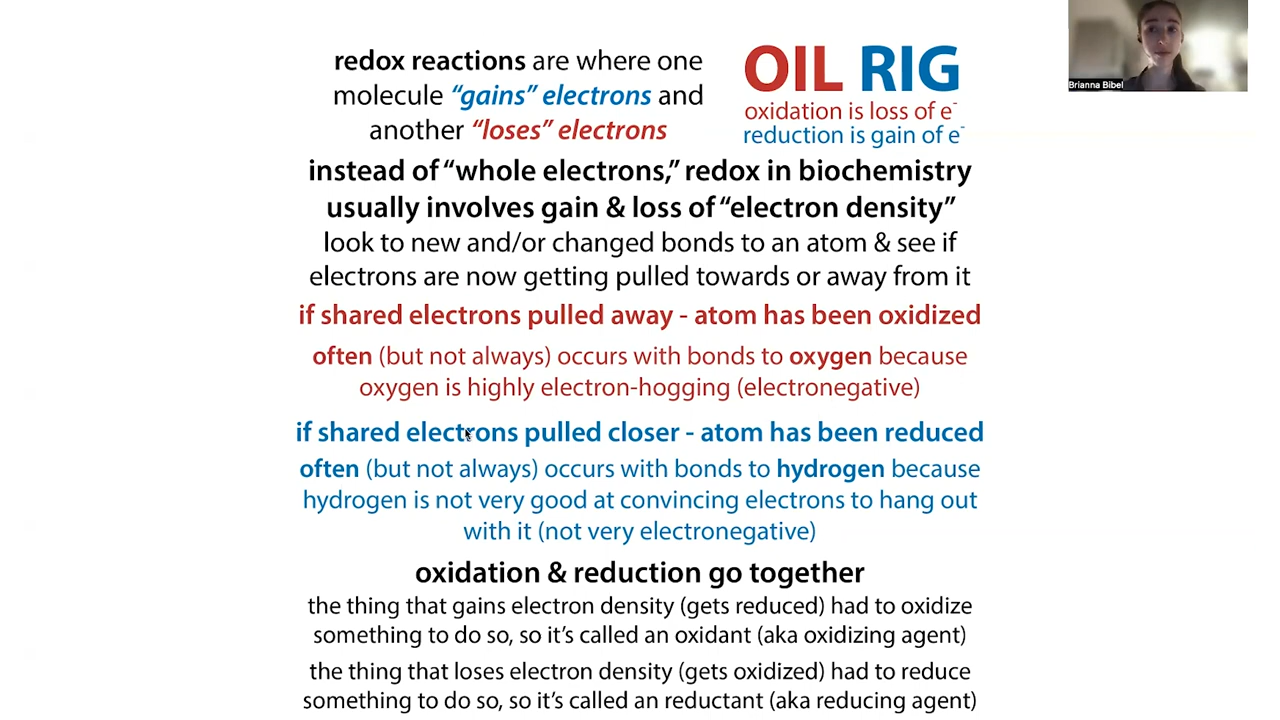 redox reactions are where one
molecule “gains” electrons and
another “loses” electrons
OIL RIG
oxidation is loss of e⁻
reduction is gain of e⁻
Brianna Bibel
instead of “whole electrons,” redox in biochemistry
usually involves gain & loss of “electron density”
look to new and/or changed bonds to an atom & see if
electrons are now getting pulled towards or away from it
if shared electrons pulled away - atom has been oxidized
often (but not always) occurs with bonds to oxygen because
oxygen is highly electron-hogging (electronegative)
if shared electrons pulled closer - atom has been reduced
often (but not always) occurs with bonds to hydrogen because
hydrogen is not very good at convincing electrons to hang out
with it (not very electronegative)
oxidation & reduction go together
the thing that gains electron density (gets reduced) had to oxidize
something to do so, so it’s called an oxidant (aka oxidizing agent)
the thing that loses electron density (gets oxidized) had to reduce
something to do so, so it’s called an reductant (aka reducing agent)